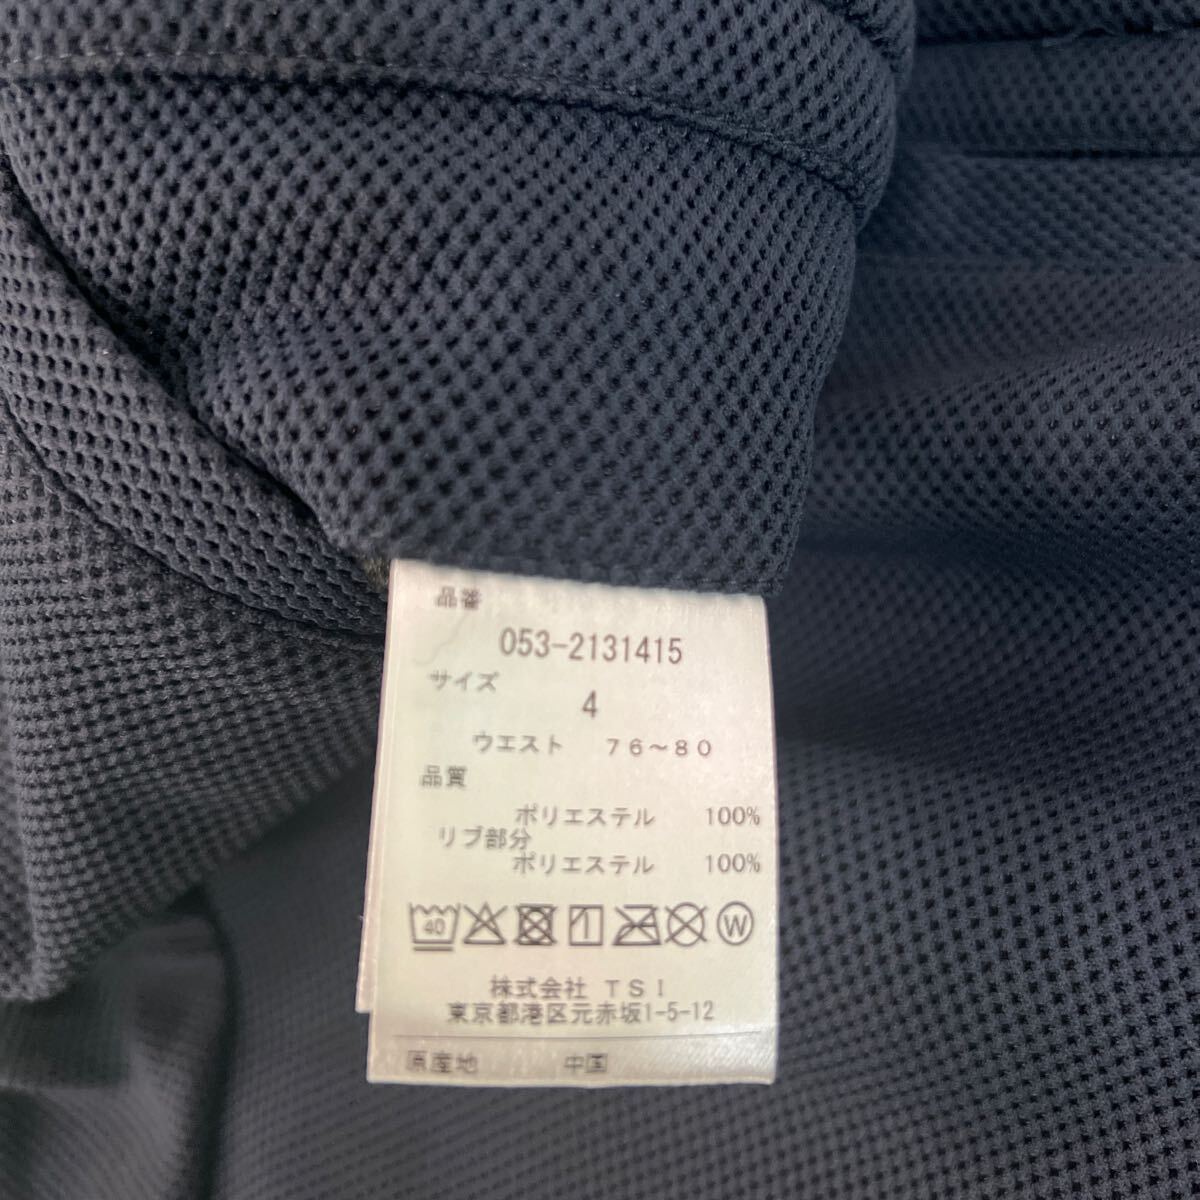 品番
053-2131415
サイズ
4
ウエスト 76～80
品質
ポリエステル 100%
リブ部分
ポリエステル 100%
40 W
株式会社 TSI
東京都港区元赤坂1-5-12
原産地 中国